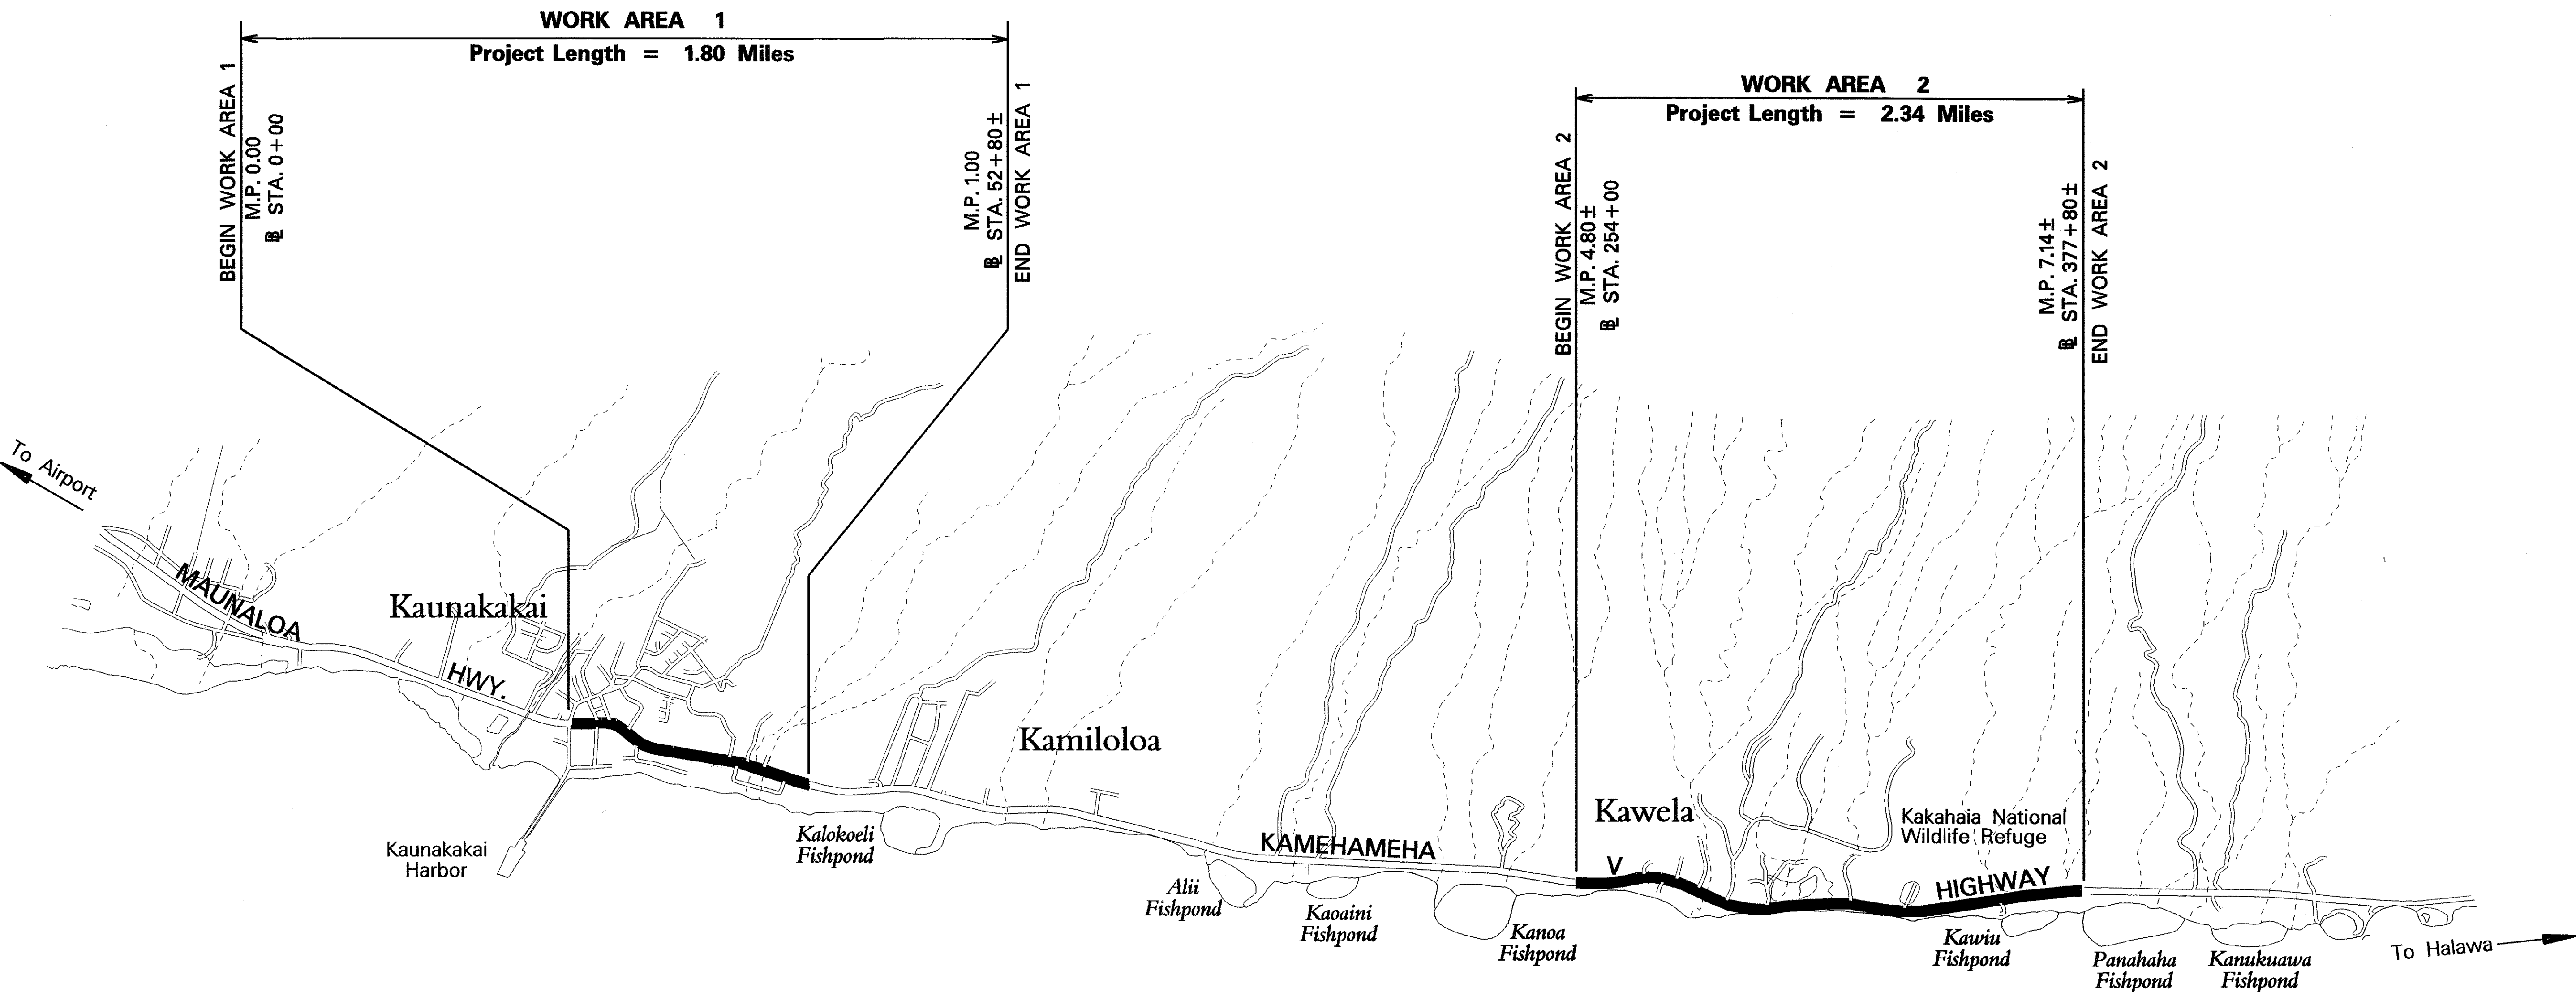 WORK AREA 1
Project Length = 1.80 Miles
BEGIN WORK AREA 1
M.P. 0.00
BL STA. 0+00
M.P. 1.00
BL STA. 52+80±
END WORK AREA 1
WORK AREA 2
Project Length = 2.34 Miles
BEGIN WORK AREA 2
M.P. 4.80±
BL STA. 254+00
M.P. 7.14±
BL STA. 377+80±
END WORK AREA 2
To Airport
MAUNALOA
HWY.
Kaunakakai
Kaunakakai
Harbor
Kalokoeli
Fishpond
Kamiloloa
Alii
Fishpond
KAMEHAMEHA
Kaoaini
Fishpond
Kanoa
Fishpond
Kawela
V
HIGHWAY
Kakahaia National
Wildlife Refuge
Kawiu
Fishpond
Panahaha
Fishpond
Kanukuawa
Fishpond
To Halawa